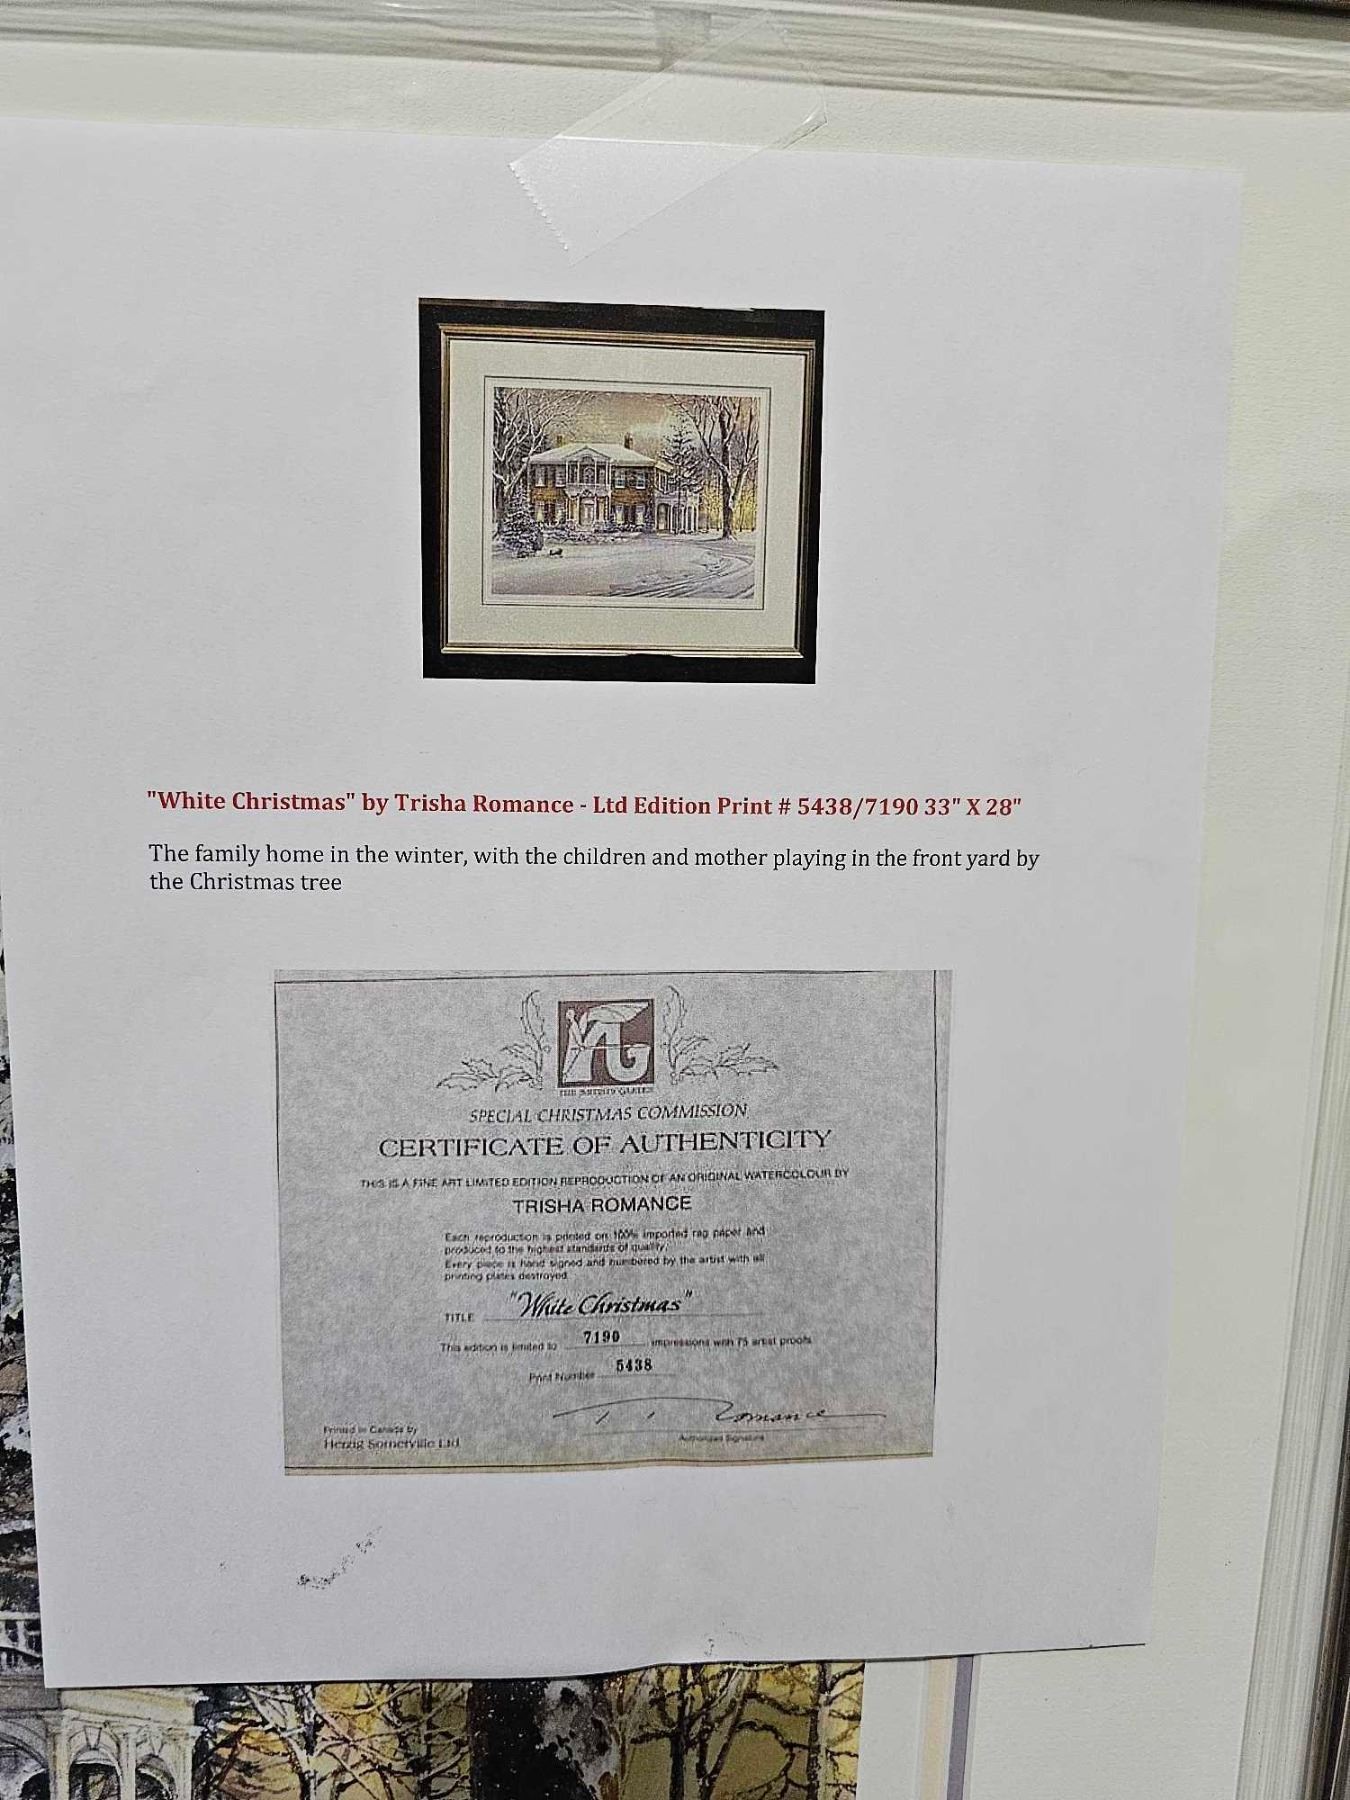 "White Christmas" by Trisha Romance - Ltd Edition Print # 5438/7190 33" X 28"
The family home in the winter, with the children and mother playing in the front yard by
the Christmas tree
SPECIAL CHRISTMAS COMMISSION
CERTIFICATE OF AUTHENTICITY
THIS IS A FINE ART LIMITED EDITION REPRODUCTION OF AN ORIGINAL WATERCOLOUR BY
TRISHA ROMANCE
Each reproduction is printed on 100% imported rag paper and
produced to the highest standards of quality.
Every piece is hand signed and numbered by the artist with all
printing plates destroyed.
TITLE "White Christmas"
This edition is limited to 7190 impressions with 75 artist proofs
Print Number 5438
Romance
Printed in Canada by
Herzig Somerville Ltd
Authorized Signature